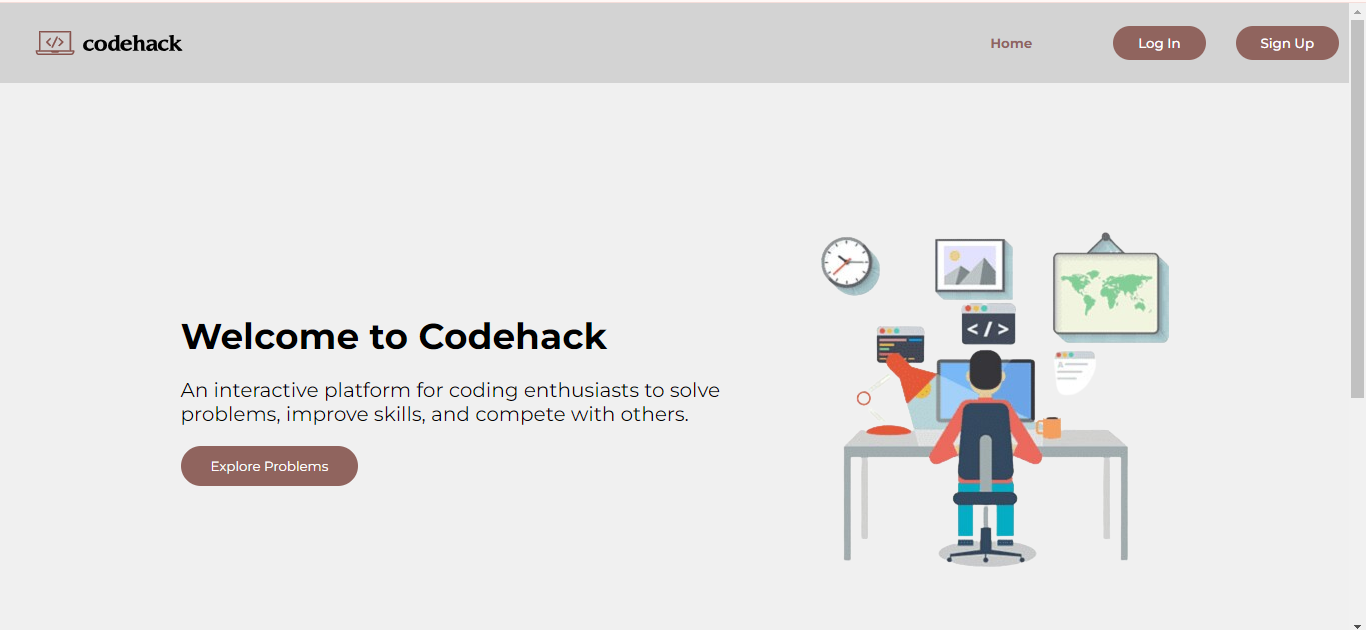 codehack
Home
Log In
Sign Up
Welcome to Codehack
An interactive platform for coding enthusiasts to solve
problems, improve skills, and compete with others.
Explore Problems
</> 
A